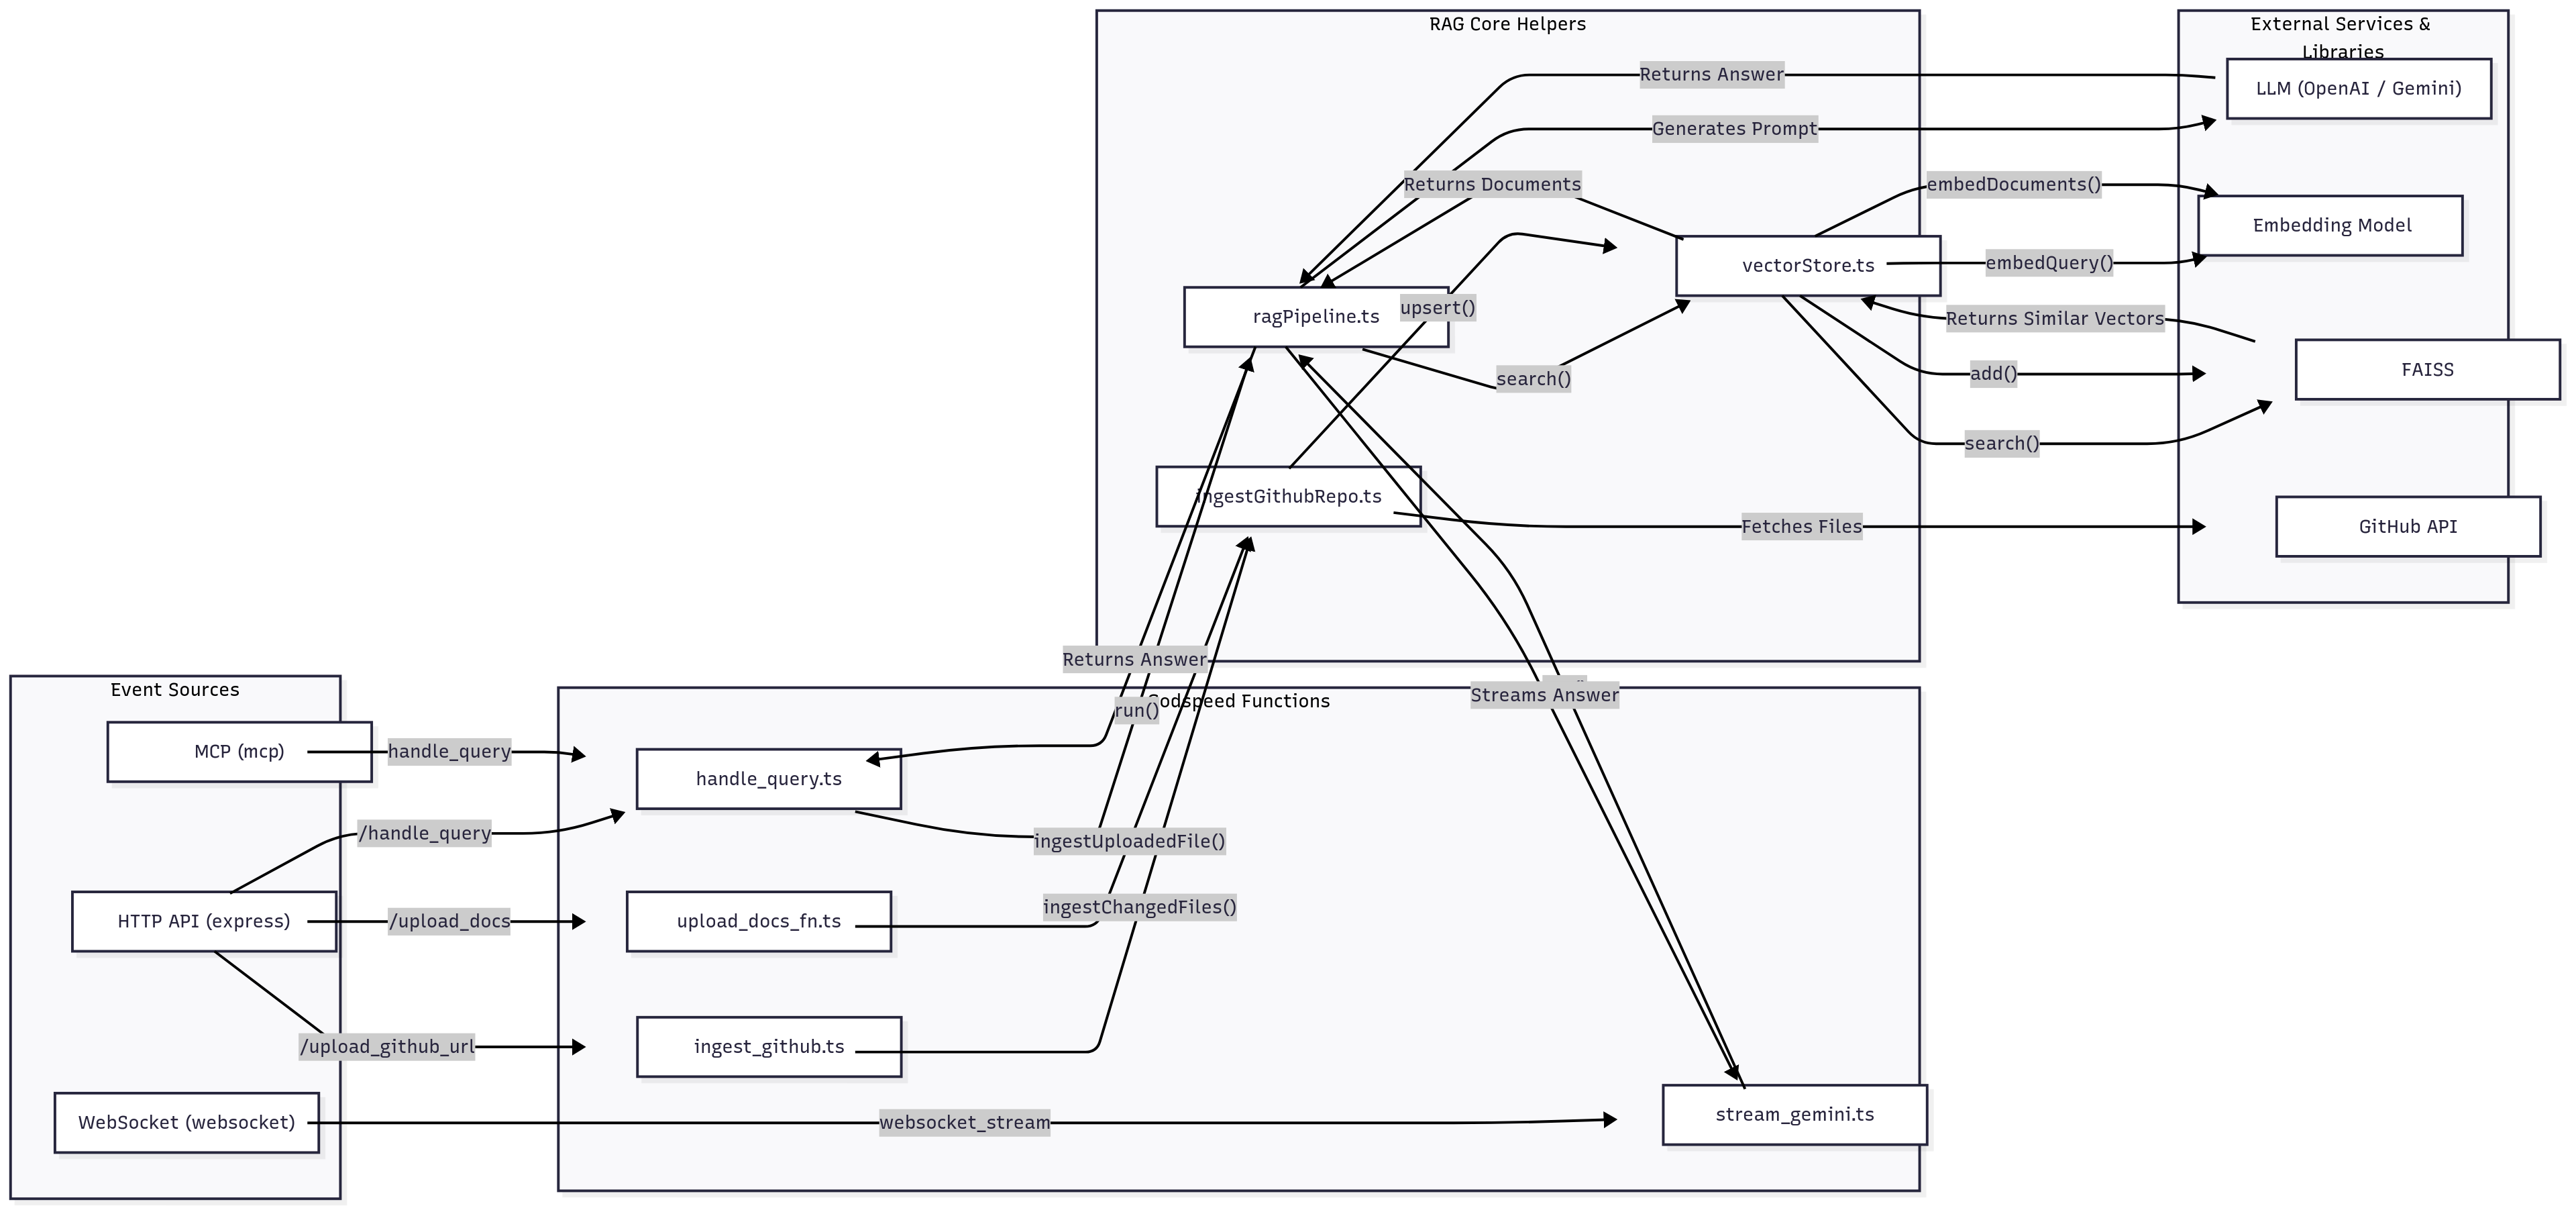 RAG Core Helpers
External Services &
Libraries
Returns Answer
LLM (OpenAI / Gemini)
Generates Prompt
Returns Documents
embedDocuments()
Embedding Model
vectorStore.ts
embedQuery()
upsert()
ragPipeline.ts
Returns Similar Vectors
search()
add()
FAISS
search()
ingestGithubRepo.ts
Fetches Files
GitHub API
Returns Answer
Event Sources
Streams Answer
run()
Functions
MCP (mcp)
handle_query
handle_query.ts
/handle_query
ingestUploadedFile()
HTTP API (express)
/upload_docs
upload_docs_fn.ts
ingestChangedFiles()
/upload_github_url
ingest_github.ts
WebSocket (websocket)
websocket_stream
stream_gemini.ts